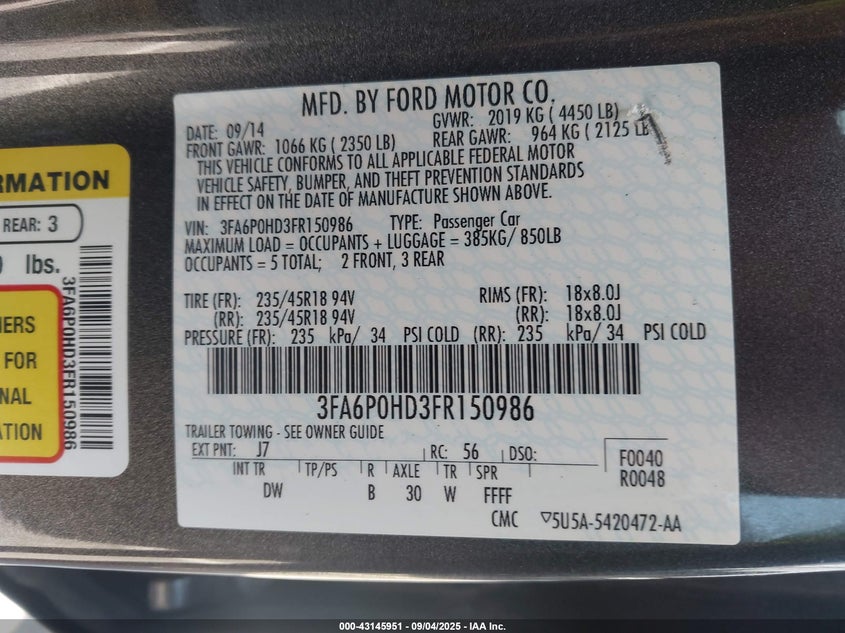 RMATION
REAR: 3
lbs.
3FA6P0HD3FR150986
IERS
FOR
NAL
ATION
MFD. BY FORD MOTOR CO.
DATE: 09/14 GVWR: 2019 KG ( 4450 LB)
FRONT GAWR: 1066 KG ( 2350 LB) REAR GAWR: 964 KG ( 2125 LB
THIS VEHICLE CONFORMS TO ALL APPLICABLE FEDERAL MOTOR
VEHICLE SAFETY, BUMPER, AND THEFT PREVENTION STANDARDS
IN EFFECT ON THE DATE OF MANUFACTURE SHOWN ABOVE.
VIN: 3FA6P0HD3FR150986 TYPE: Passenger Car
MAXIMUM LOAD = OCCUPANTS + LUGGAGE = 385KG/ 850LB
OCCUPANTS = 5 TOTAL; 2 FRONT, 3 REAR
TIRE (FR): 235/45R18 94V RIMS (FR): 18x8.0J
(RR): 235/45R18 94V (RR): 18x8.0J
PRESSURE (FR): 235 kPa/ 34 PSI COLD (RR): 235 kPa/ 34 PSI COLD
3FA6P0HD3FR150986
TRAILER TOWING - SEE OWNER GUIDE
EXT PNT: J7 RC: 56 DSO:
F0040
R0048
INT TR TP/PS R AXLE TR SPR
DW B 30 W FFFF
CMC ▽5U5A-5420472-AA
000-43145951 - 09/04/2025 - IAA Inc.